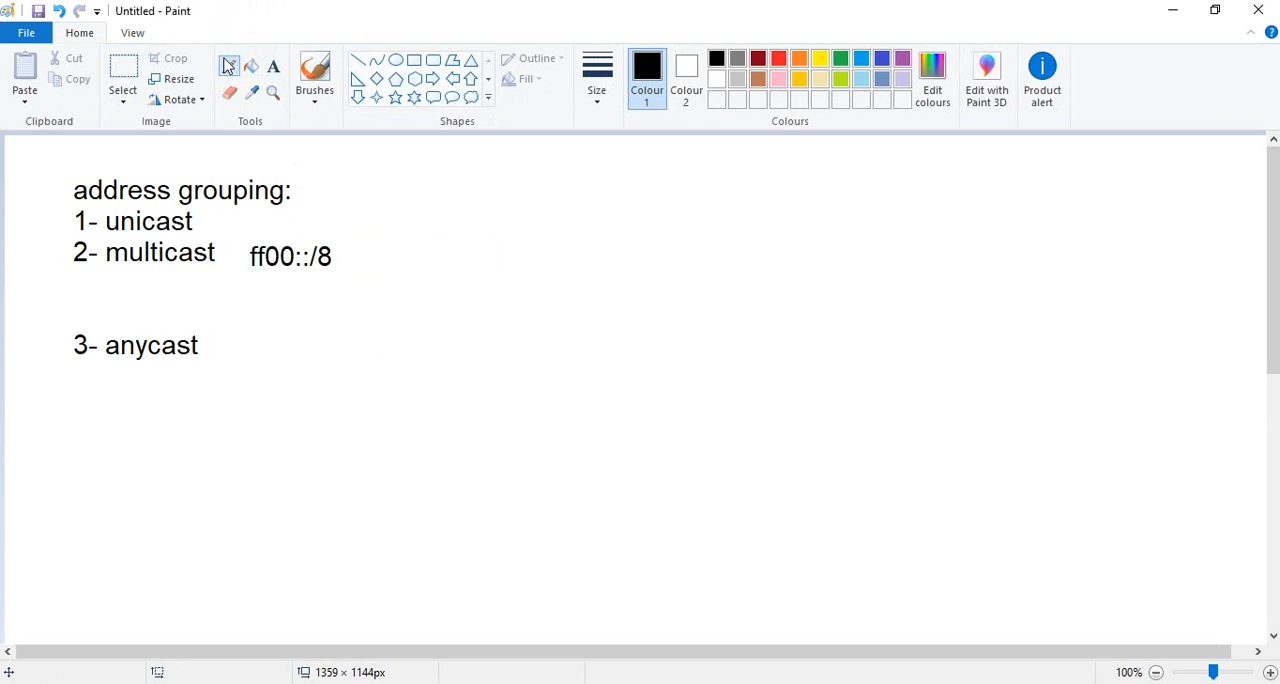 Untitled - Paint
File
Home
View
Paste
Cut
Copy
Clipboard
Select
Crop
Resize
Rotate
Image
A
Tools
Brushes
Shapes
Outline
Fill
Size
Colour 1
Colour 2
Edit colours
Colours
Edit with Paint 3D
Product alert
address grouping:
1- unicast
2- multicast ff00::/8
3- anycast
1359 × 1144px
100%